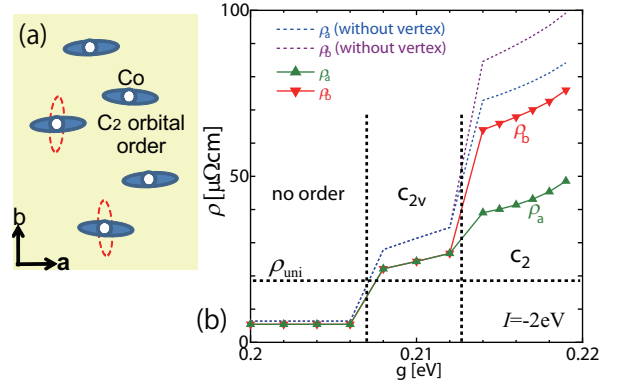 (a)
Co
C2 orbital
order
b
a
ρ [μΩcm]
100
50
0
ρa (without vertex)
ρb (without vertex)
ρa
ρb
no order
C2v
ρb
ρa
C2
ρuni
(b)
I=-2eV
0.2
0.21
0.22
g [eV]